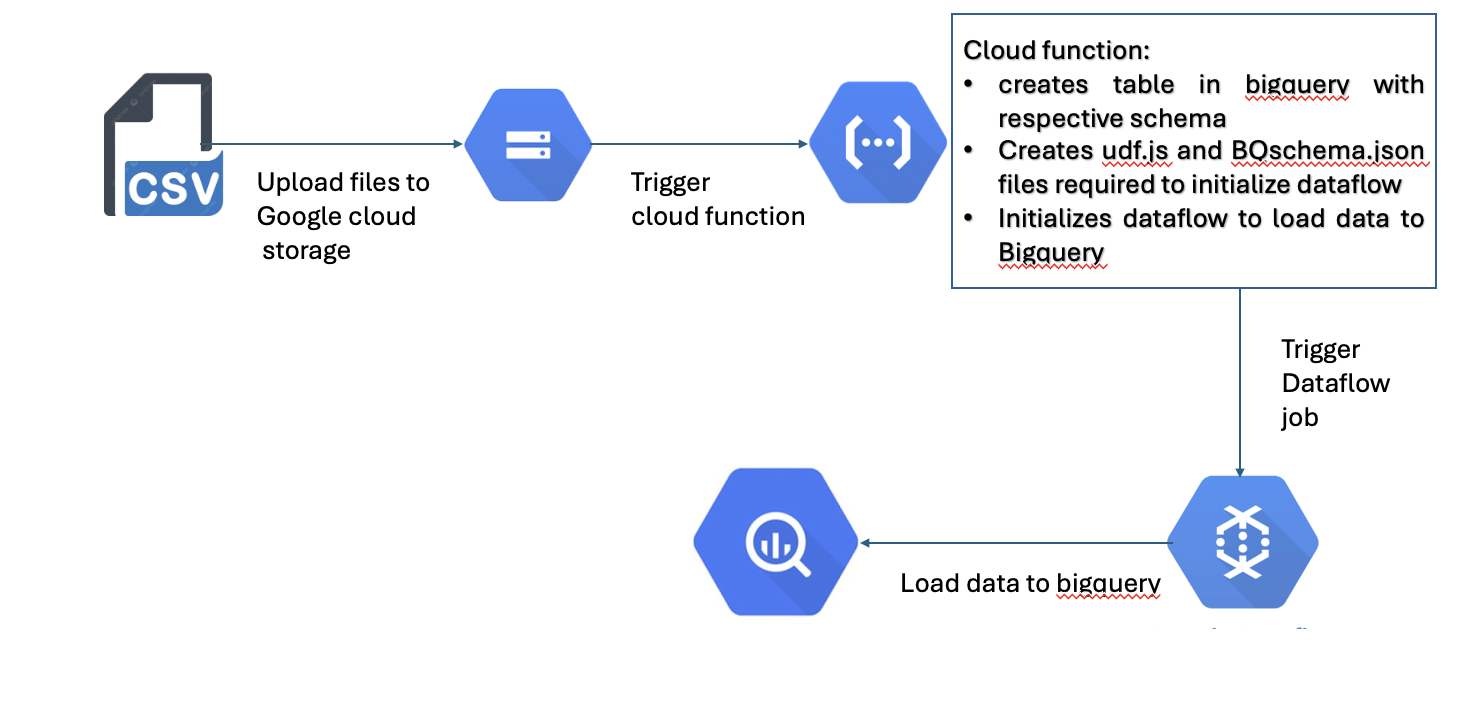 CSV
Upload files to
Google cloud
storage
Trigger
cloud function
Cloud function:
• creates table in bigquery with
respective schema
• Creates udf.js and BQschema.json
files required to initialize dataflow
• Initializes dataflow to load data to
Bigquery
Trigger
Dataflow
job
Load data to bigquery